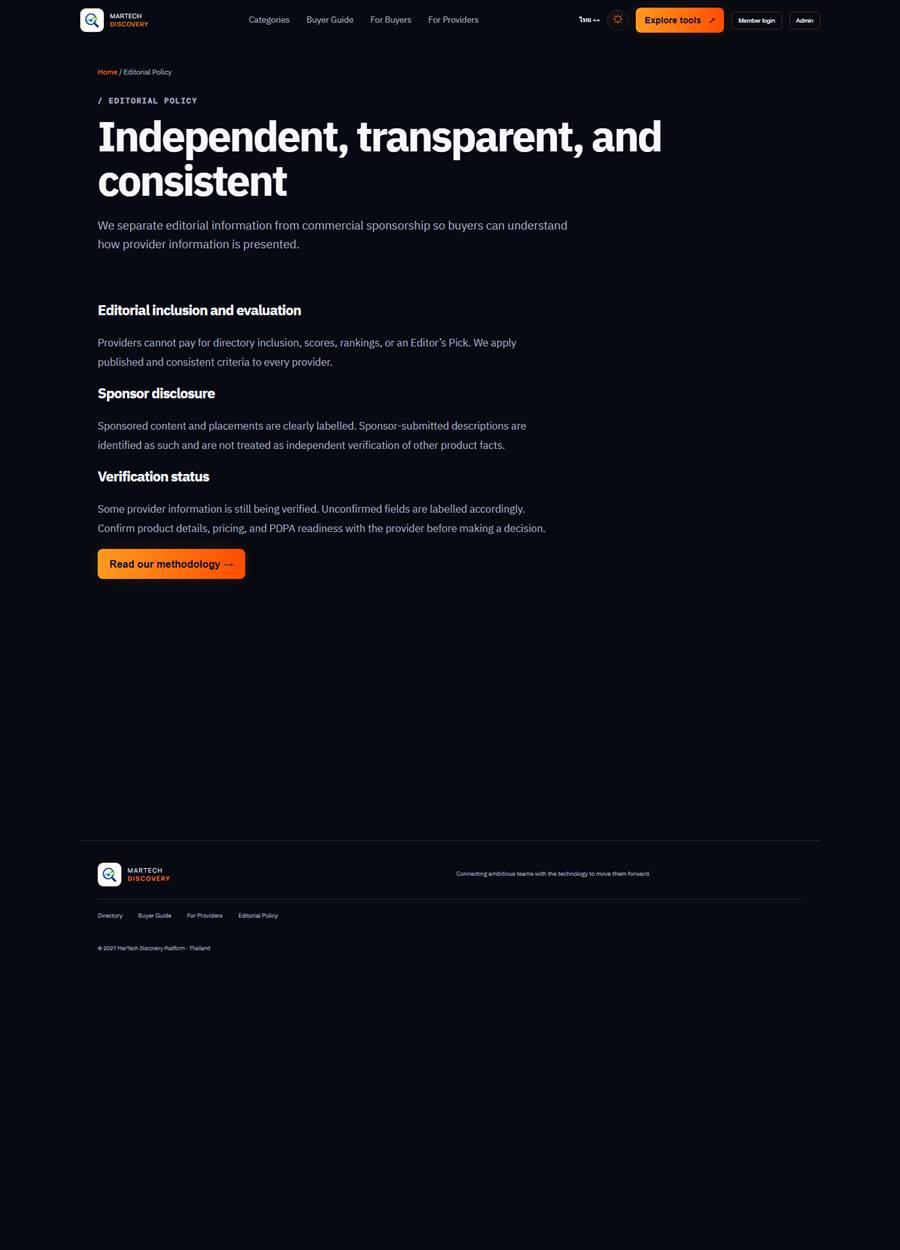 MARTECH
DISCOVERY
Categories
Buyer Guide
For Buyers
For Providers
ไทย ↔
Explore tools ↗
Member login
Admin
Home / Editorial Policy
/ EDITORIAL POLICY
Independent, transparent, and
consistent
We separate editorial information from commercial sponsorship so buyers can understand
how provider information is presented.
Editorial inclusion and evaluation
Providers cannot pay for directory inclusion, scores, rankings, or an Editor’s Pick. We apply
published and consistent criteria to every provider.
Sponsor disclosure
Sponsored content and placements are clearly labelled. Sponsor-submitted descriptions are
identified as such and are not treated as independent verification of other product facts.
Verification status
Some provider information is still being verified. Unconfirmed fields are labelled accordingly.
Confirm product details, pricing, and PDPA readiness with the provider before making a decision.
Read our methodology →
MARTECH
DISCOVERY
Connecting ambitious teams with the technology to move them forward.
Directory
Buyer Guide
For Providers
Editorial Policy
© 2027 MarTech Discovery Platform · Thailand